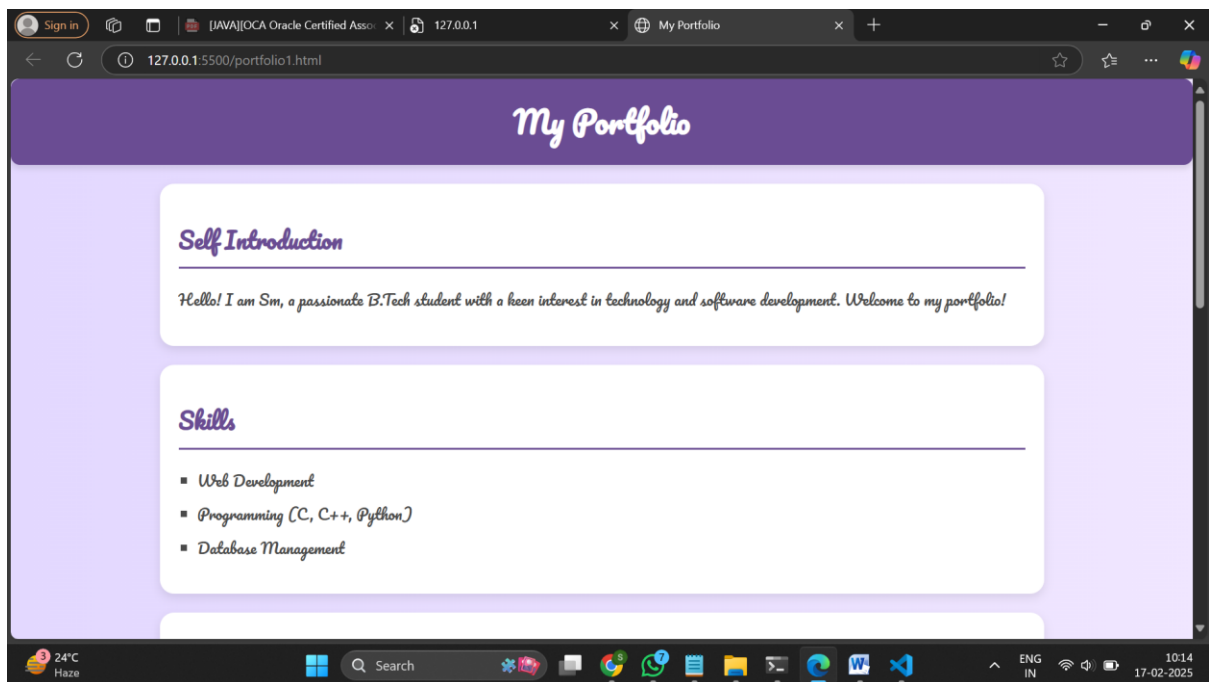 Sign in
[JAVA][OCA Oracle Certified Asso
127.0.0.1
My Portfolio
127.0.0.1:5500/portfolio1.html
My Portfolio
Self Introduction
Hello! I am Sm, a passionate B.Tech student with a keen interest in technology and software development. Welcome to my portfolio!
Skills
Web Development
Programming (C, C++, Python)
Database Management
3
24°C
Haze
Search
S
7
W
ENG
IN
10:14
17-02-2025